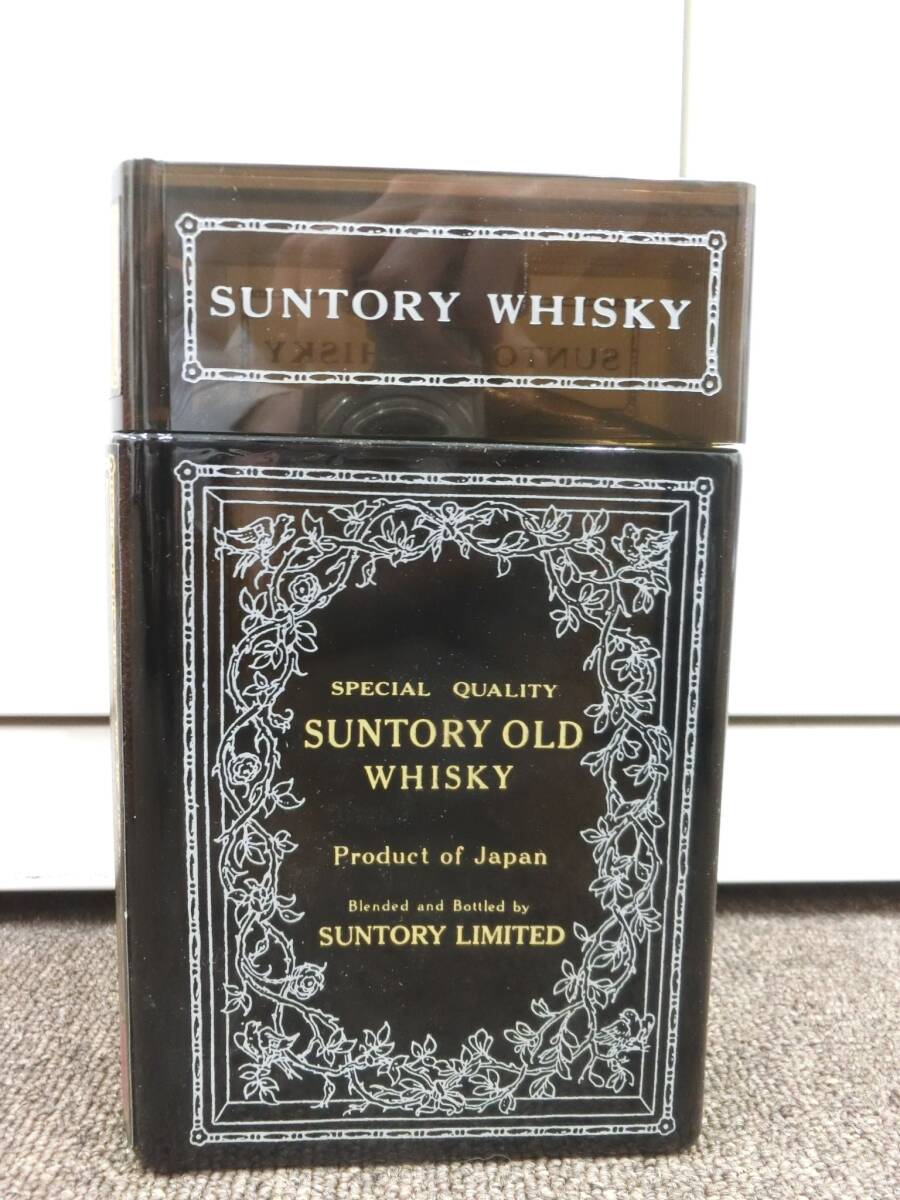 SUNTORY WHISKY
SPECIAL QUALITY
SUNTORY OLD
WHISKY
Product of Japan
Blended and Bottled by
SUNTORY LIMITED